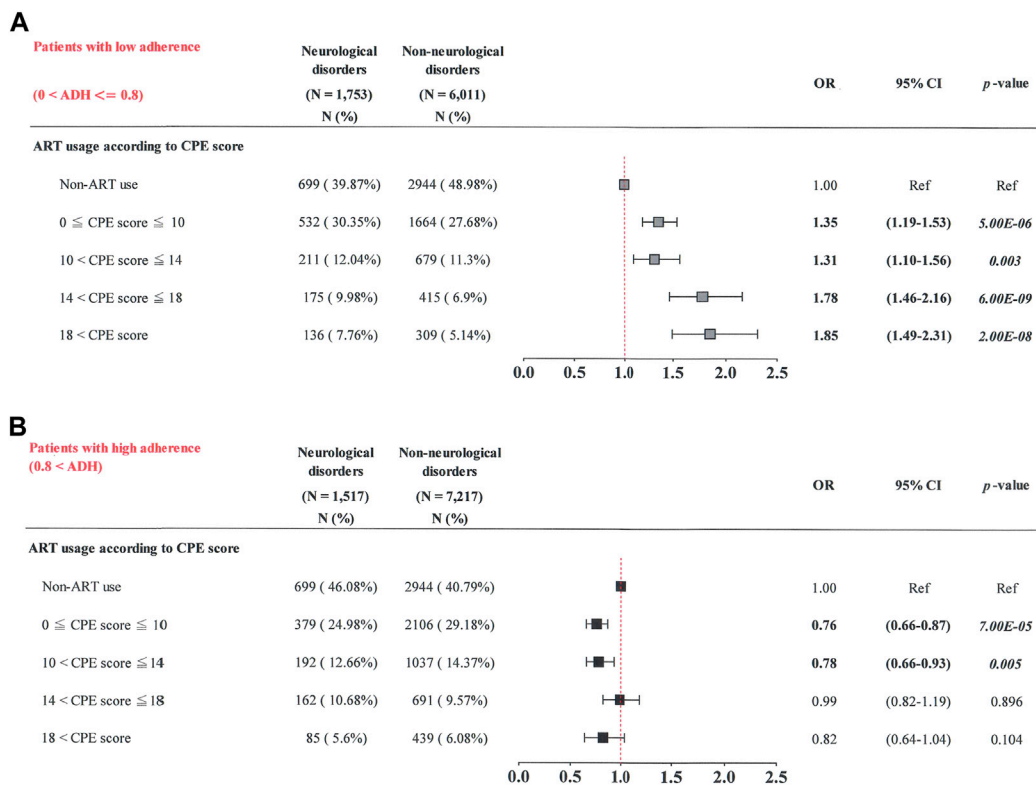 A
Patients with low adherence
(0 < ADH <= 0.8)
Neurological
disorders
(N = 1,753)
N (%)
Non-neurological
disorders
(N = 6,011)
N (%)
OR 95% CI p-value
ART usage according to CPE score
Non-ART use 699 ( 39.87%) 2944 ( 48.98%) 1.00 Ref Ref
0 ≦ CPE score ≦ 10 532 ( 30.35%) 1664 ( 27.68%) 1.35 (1.19-1.53) 5.00E-06
10 < CPE score ≦ 14 211 ( 12.04%) 679 ( 11.3%) 1.31 (1.10-1.56) 0.003
14 < CPE score ≦ 18 175 ( 9.98%) 415 ( 6.9%) 1.78 (1.46-2.16) 6.00E-09
18 < CPE score 136 ( 7.76%) 309 ( 5.14%) 1.85 (1.49-2.31) 2.00E-08
0.0 0.5 1.0 1.5 2.0 2.5
B
Patients with high adherence
(0.8 < ADH)
Neurological
disorders
(N = 1,517)
N (%)
Non-neurological
disorders
(N = 7,217)
N (%)
OR 95% CI p-value
ART usage according to CPE score
Non-ART use 699 ( 46.08%) 2944 ( 40.79%) 1.00 Ref Ref
0 ≦ CPE score ≦ 10 379 ( 24.98%) 2106 ( 29.18%) 0.76 (0.66-0.87) 7.00E-05
10 < CPE score ≦14 192 ( 12.66%) 1037 ( 14.37%) 0.78 (0.66-0.93) 0.005
14 < CPE score ≦18 162 ( 10.68%) 691 ( 9.57%) 0.99 (0.82-1.19) 0.896
18 < CPE score 85 ( 5.6%) 439 ( 6.08%) 0.82 (0.64-1.04) 0.104
0.0 0.5 1.0 1.5 2.0 2.5